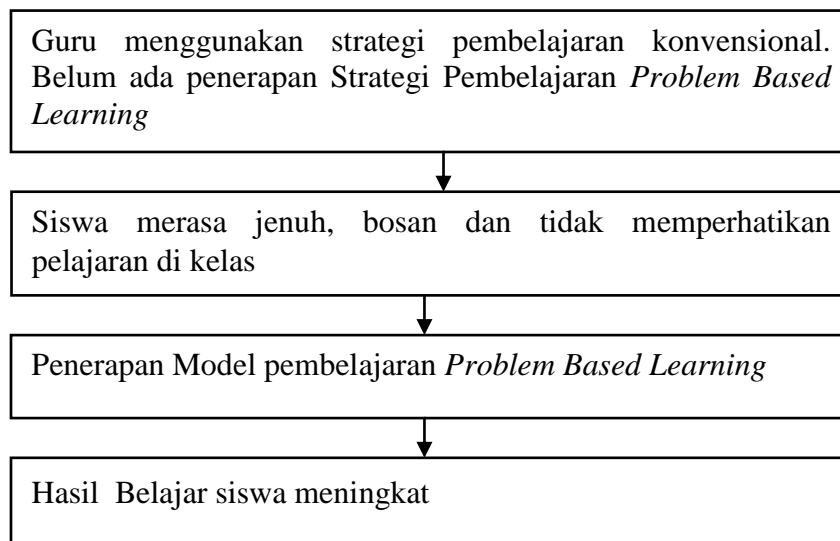 Guru menggunakan strategi pembelajaran konvensional.
Belum ada penerapan Strategi Pembelajaran Problem Based
Learning
Siswa merasa jenuh, bosan dan tidak memperhatikan
pelajaran di kelas
Penerapan Model pembelajaran Problem Based Learning
Hasil Belajar siswa meningkat